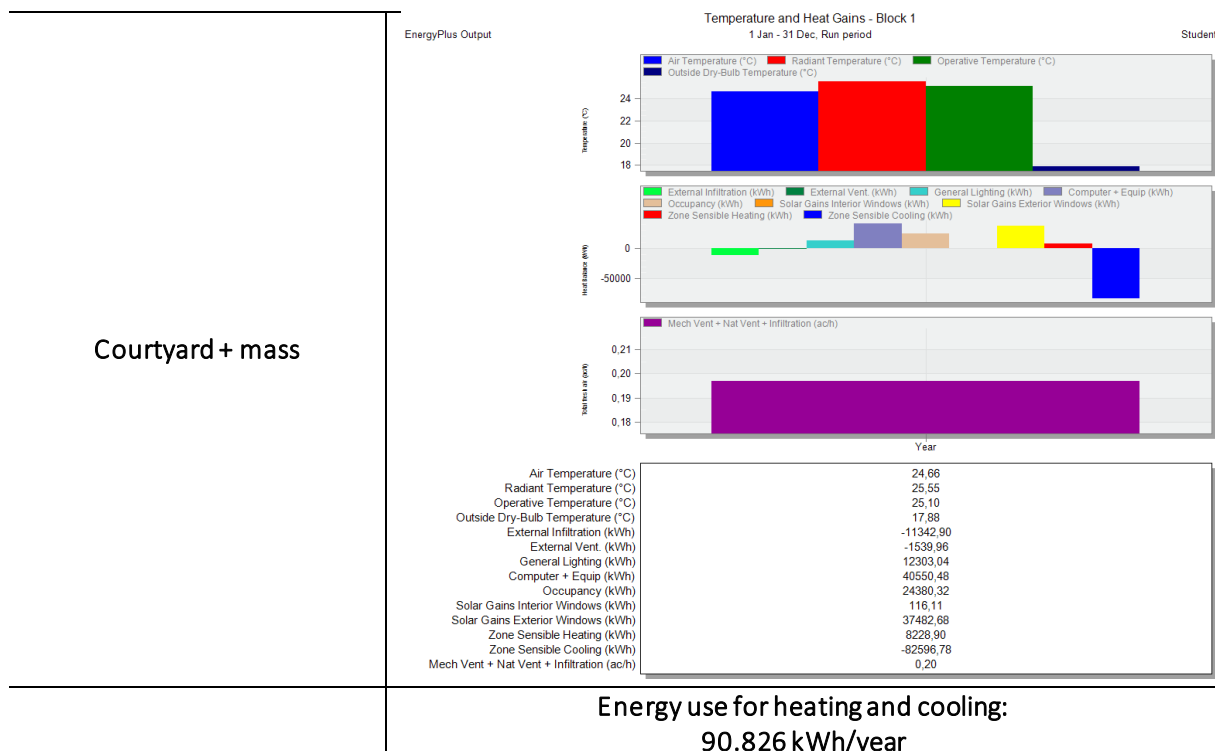 Temperature and Heat Gains - Block 1
EnergyPlus Output
1 Jan - 31 Dec, Run period
Student
Air Temperature (°C) Radiant Temperature (°C) Operative Temperature (°C)
Outside Dry-Bulb Temperature (°C)
Temperature (°C)
24
22
20
18
External Infiltration (kWh) External Vent. (kWh) General Lighting (kWh) Computer + Equip (kWh)
Occupancy (kWh) Solar Gains Interior Windows (kWh) Solar Gains Exterior Windows (kWh)
Zone Sensible Heating (kWh) Zone Sensible Cooling (kWh)
Heat Balance (kWh)
0
-50000
Courtyard + mass
Mech Vent + Nat Vent + Infiltration (ac/h)
Total fresh air (ac/h)
0,21
0,20
0,19
0,18
Year
Air Temperature (°C) 24,66
Radiant Temperature (°C) 25,55
Operative Temperature (°C) 25,10
Outside Dry-Bulb Temperature (°C) 17,88
External Infiltration (kWh) -11342,90
External Vent. (kWh) -1539,96
General Lighting (kWh) 12303,04
Computer + Equip (kWh) 40550,48
Occupancy (kWh) 24380,32
Solar Gains Interior Windows (kWh) 116,11
Solar Gains Exterior Windows (kWh) 37482,68
Zone Sensible Heating (kWh) 8228,90
Zone Sensible Cooling (kWh) -82596,78
Mech Vent + Nat Vent + Infiltration (ac/h) 0,20
Energy use for heating and cooling:
90.826 kWh/year